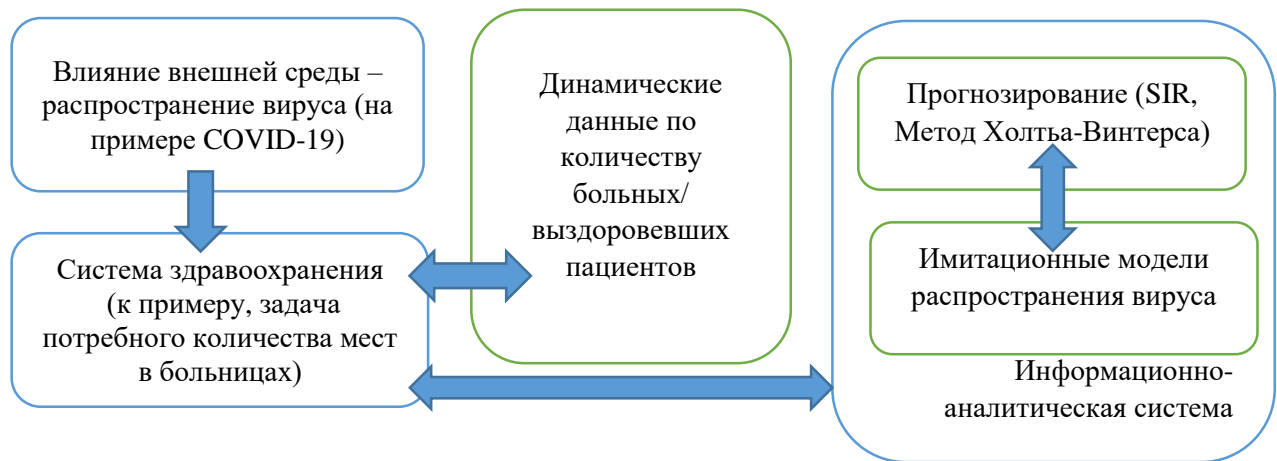 Влияние внешней среды –
распространение вируса (на
примере COVID-19)
Система здравоохранения
(к примеру, задача
потребного количества мест
в больницах)
Динамические
данные по
количеству
больных/
выздоровевших
пациентов
Прогнозирование (SIR,
Метод Холтьа-Винтерса)
Имитационные модели
распространения вируса
Информационно-
аналитическая система